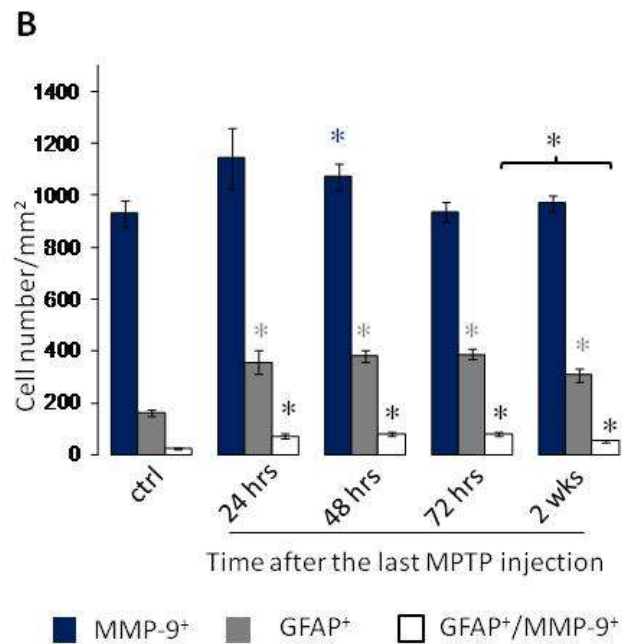 B
Cell number/mm²
1400
1200
1000
800
600
400
200
0
*
*
*
*
*
*
*
*
*
*
ctrl
24 hrs
48 hrs
72 hrs
2 wks
Time after the last MPTP injection
MMP-9⁺
GFAP⁺
GFAP⁺/MMP-9⁺